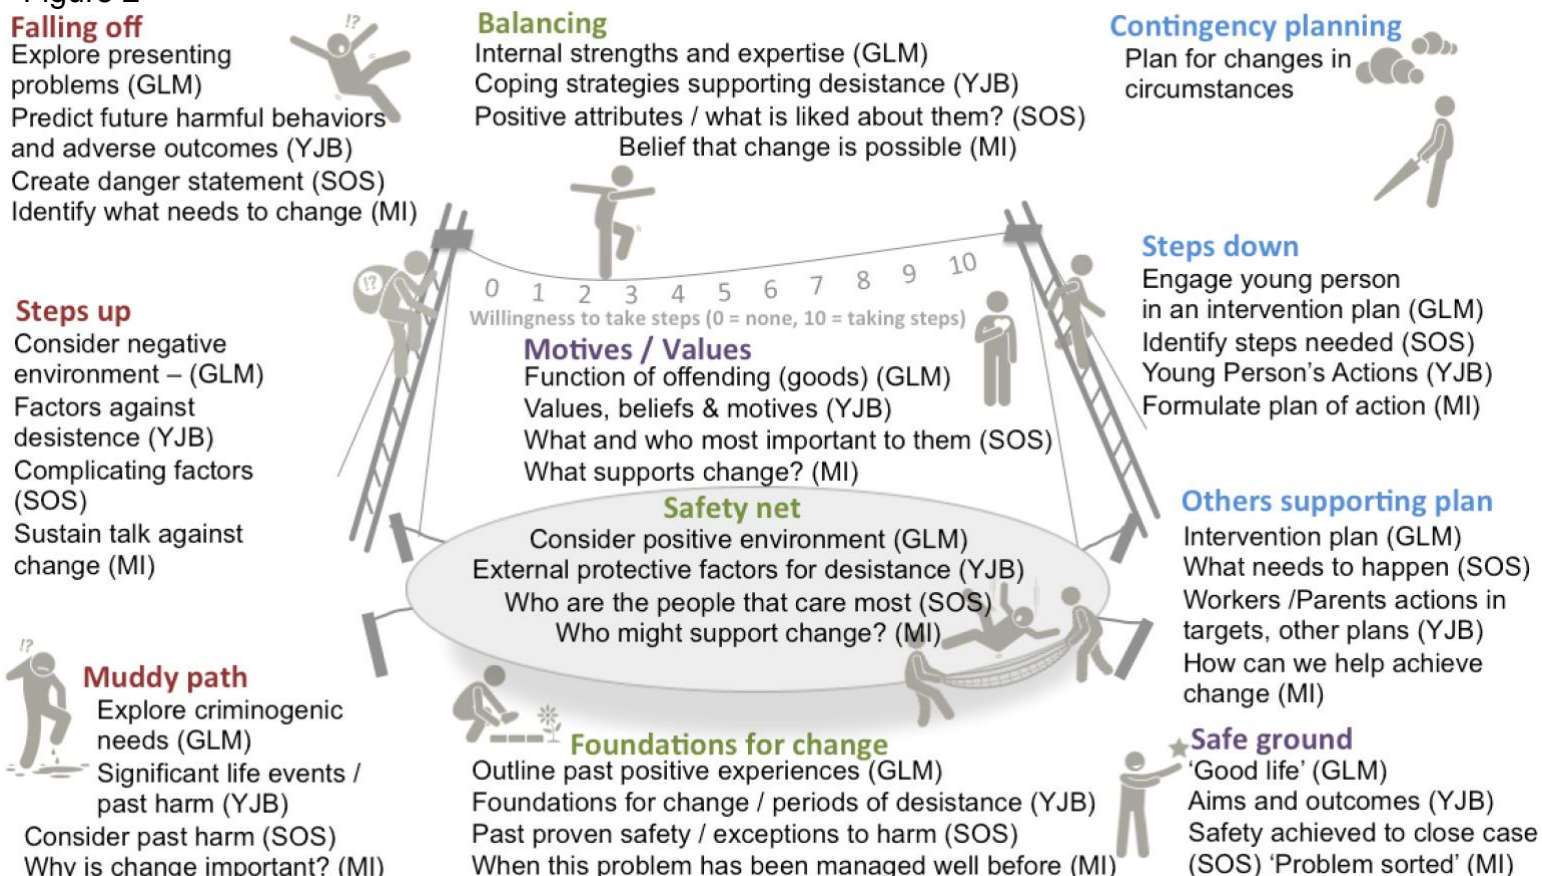 Figure 2
Falling off
Explore presenting
problems (GLM)
Predict future harmful behaviors
and adverse outcomes (YJB)
Create danger statement (SOS)
Identify what needs to change (MI)
!?
Balancing
Internal strengths and expertise (GLM)
Coping strategies supporting desistance (YJB)
Positive attributes / what is liked about them? (SOS)
Belief that change is possible (MI)
Contingency planning
Plan for changes in
circumstances
Steps up
Consider negative
environment – (GLM)
Factors against
desistence (YJB)
Complicating factors
(SOS)
Sustain talk against
change (MI)
!?
0 1 2 3 4 5 6 7 8 9 10
Willingness to take steps (0 = none, 10 = taking steps)
Motives / Values
Function of offending (goods) (GLM)
Values, beliefs & motives (YJB)
What and who most important to them (SOS)
What supports change? (MI)
Steps down
Engage young person
in an intervention plan (GLM)
Identify steps needed (SOS)
Young Person's Actions (YJB)
Formulate plan of action (MI)
Safety net
Consider positive environment (GLM)
External protective factors for desistance (YJB)
Who are the people that care most (SOS)
Who might support change? (MI)
Others supporting plan
Intervention plan (GLM)
What needs to happen (SOS)
Workers /Parents actions in
targets, other plans (YJB)
How can we help achieve
change (MI)
!?
Muddy path
Explore criminogenic
needs (GLM)
Significant life events /
past harm (YJB)
Consider past harm (SOS)
Why is change important? (MI)
Foundations for change
Outline past positive experiences (GLM)
Foundations for change / periods of desistance (YJB)
Past proven safety / exceptions to harm (SOS)
When this problem has been managed well before (MI)
Safe ground
'Good life' (GLM)
Aims and outcomes (YJB)
Safety achieved to close case
(SOS) 'Problem sorted' (MI)